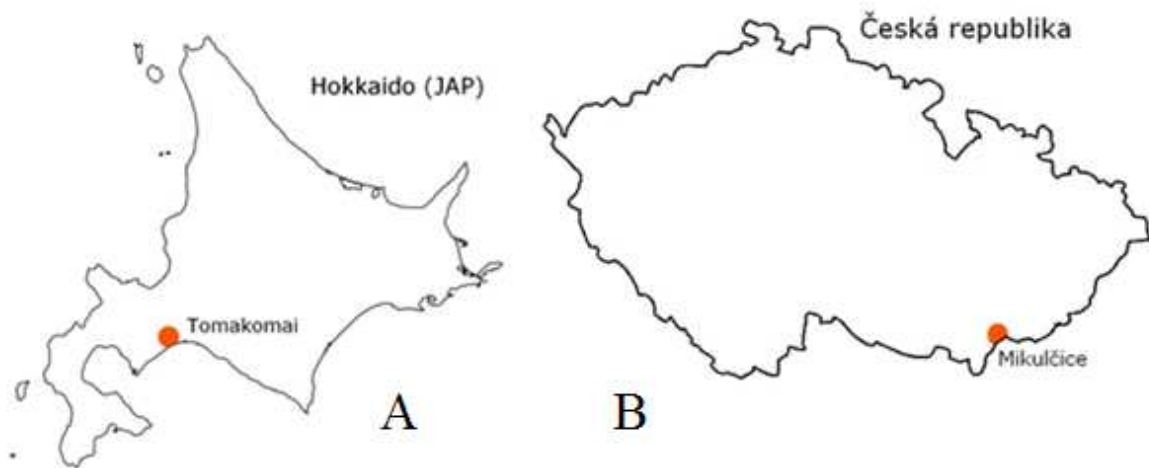 Hokkaido (JAP)
Tomakomai
A
Česká republika
Mikulčice
B